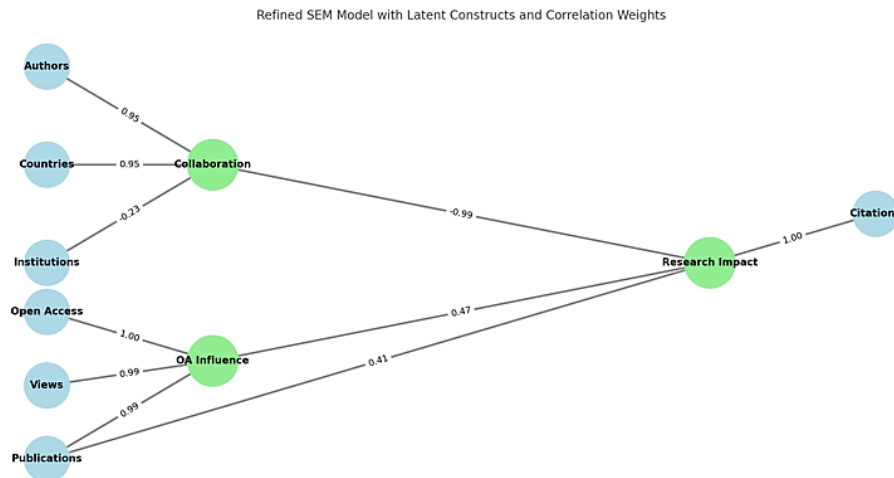 Refined SEM Model with Latent Constructs and Correlation Weights
Authors
0.95
Countries
0.95
Collaboration
-0.23
-0.99
Institutions
Citation
1.00
Research Impact
Open Access
1.00
0.47
OA Influence
Views
0.99
0.41
0.99
Publications